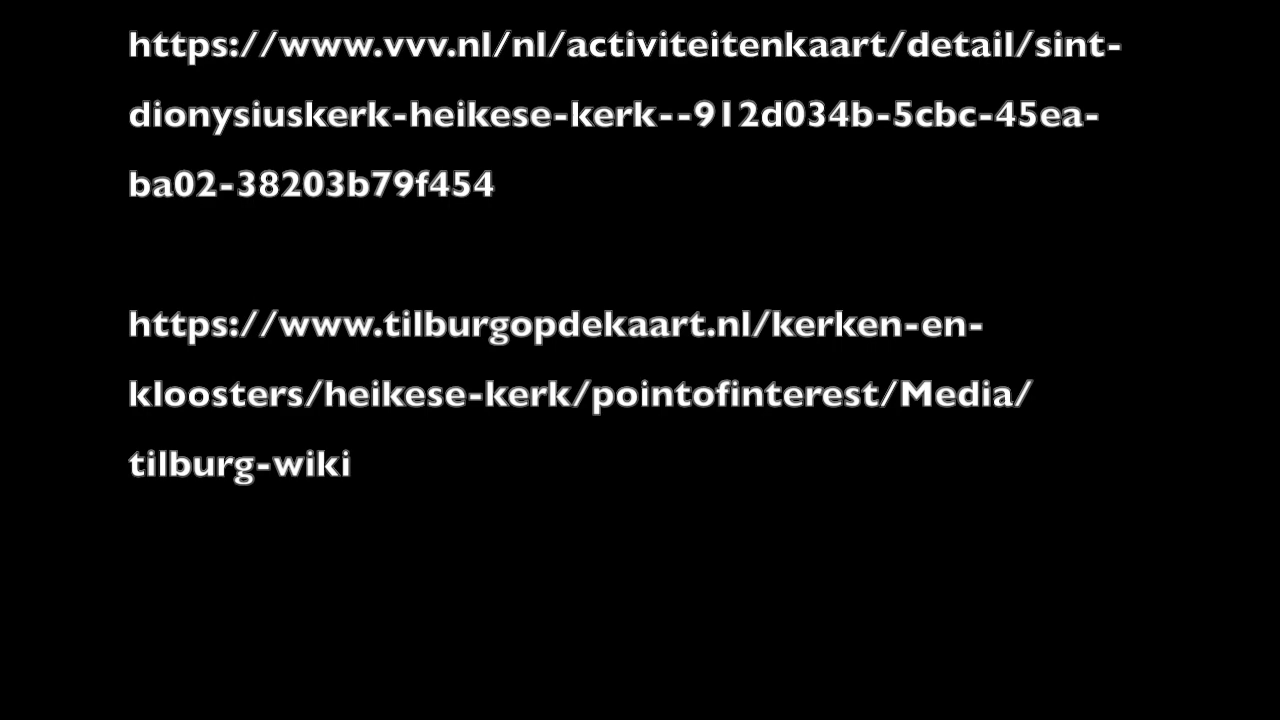 https://www.vvv.nl/nl/activiteitenkaart/detail/sint-
dionysiuskerk-heikese-kerk--912d034b-5cbc-45ea-
ba02-38203b79f454
https://www.tilburgopdekaart.nl/kerken-en-
kloosters/heikese-kerk/pointofinterest/Media/
tilburg-wiki